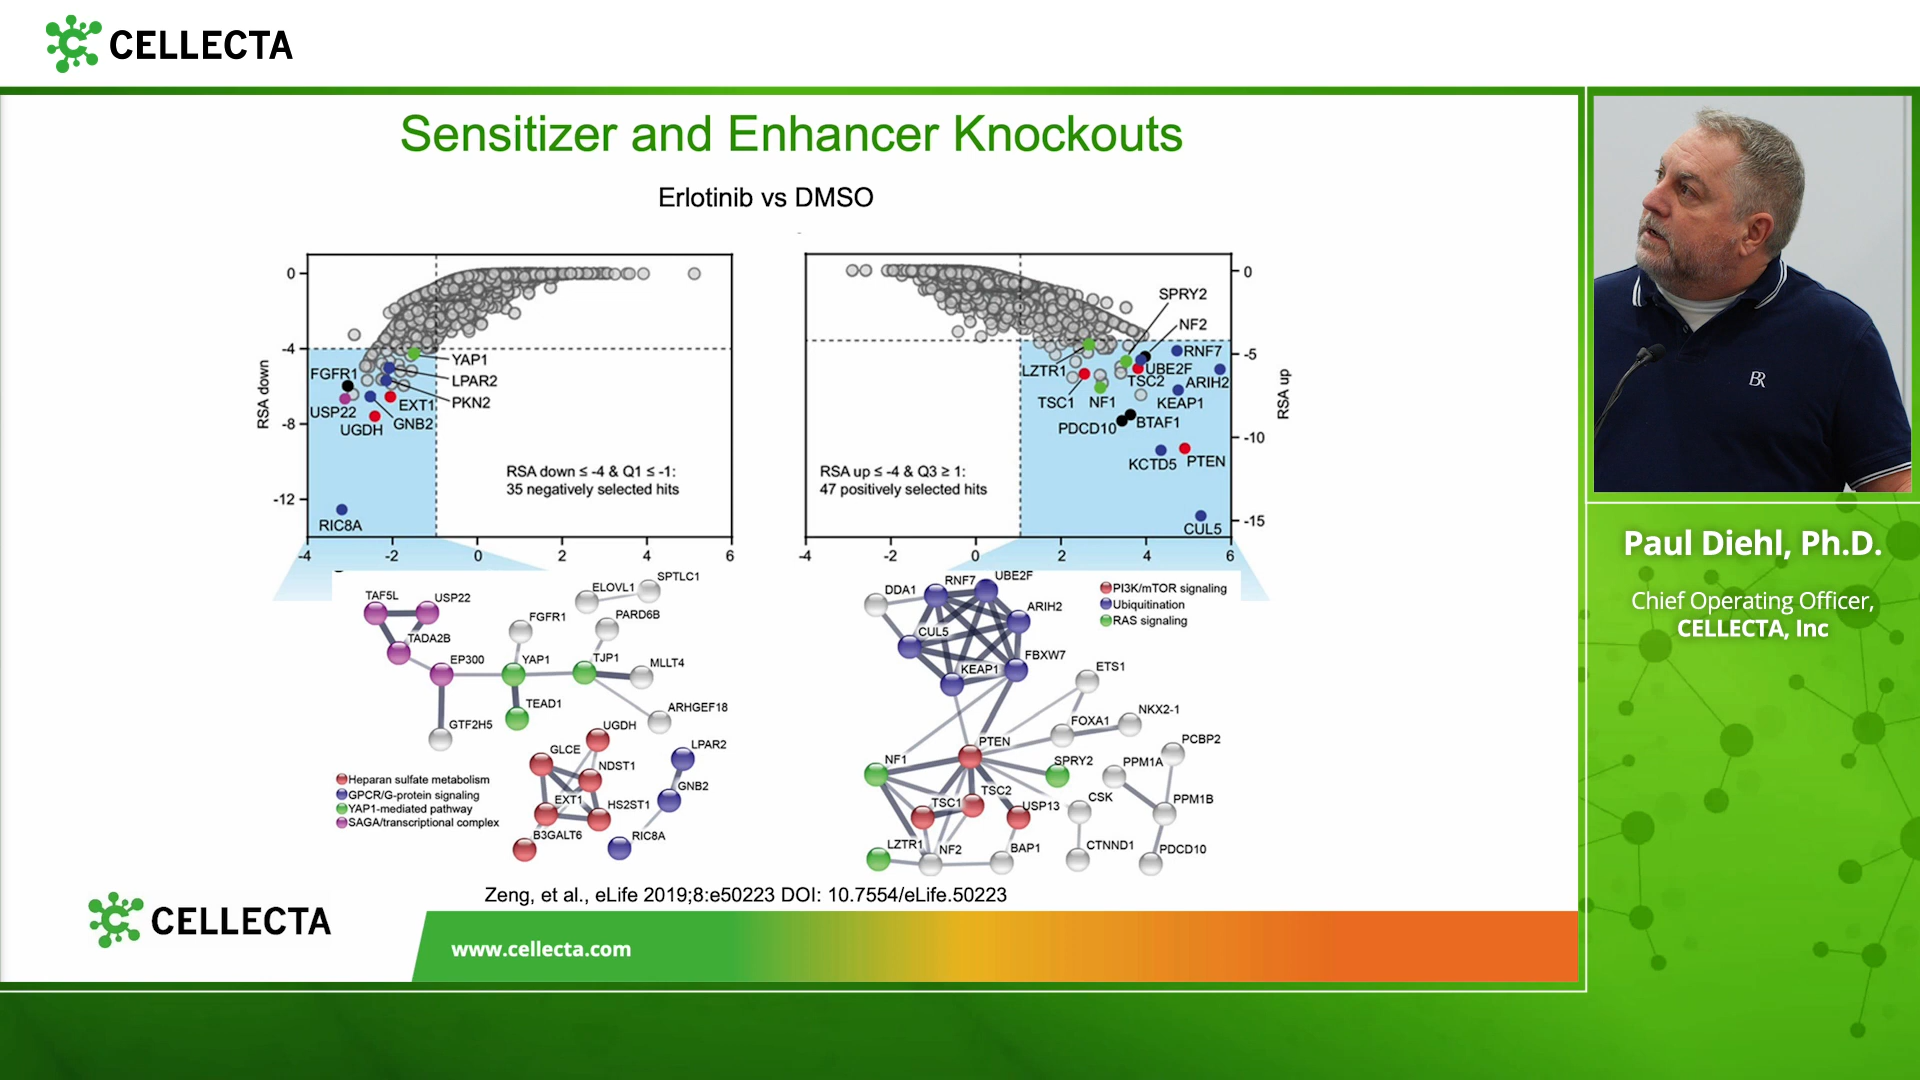 CELLECTA
Sensitizer and Enhancer Knockouts
Erlotinib vs DMSO
0
-4
-8
-12
RSA down
YAP1
LPAR2
PKN2
FGFR1
USP22
EXT1
GNB2
UGDH
RIC8A
RSA down ≤ -4 & Q1 ≤ -1:
35 negatively selected hits
-4
-2
0
2
4
6
SPRY2
NF2
RNF7
LZTR1
UBE2F
TSC2
ARIH2
TSC1
NF1
KEAP1
PDCD10
BTAF1
KCTD5
PTEN
CUL5
RSA up ≤ -4 & Q3 ≥ 1:
47 positively selected hits
0
-5
-10
-15
RSA up
-4
-2
0
2
4
6
TAF5L
USP22
TADA2B
EP300
GTF2H5
FGFR1
YAP1
TEAD1
ELOVL1
SPTLC1
PARD6B
TJP1
MLLT4
ARHGEF18
UGDH
GLCE
NDST1
EXT1
HS2ST1
B3GALT6
LPAR2
GNB2
RIC8A
Heparan sulfate metabolism
GPCR/G-protein signaling
YAP1-mediated pathway
SAGA/transcriptional complex
DDA1
RNF7
UBE2F
ARIH2
CUL5
KEAP1
FBXW7
ETS1
FOXA1
NKX2-1
PTEN
NF1
SPRY2
PPM1A
PCBP2
TSC1
TSC2
USP13
CSK
PPM1B
LZTR1
NF2
BAP1
CTNND1
PDCD10
PI3K/mTOR signaling
Ubiquitination
RAS signaling
Zeng, et al., eLife 2019;8:e50223 DOI: 10.7554/eLife.50223
CELLECTA
www.cellecta.com
BR
Paul Diehl, Ph.D.
Chief Operating Officer,
CELLECTA, Inc